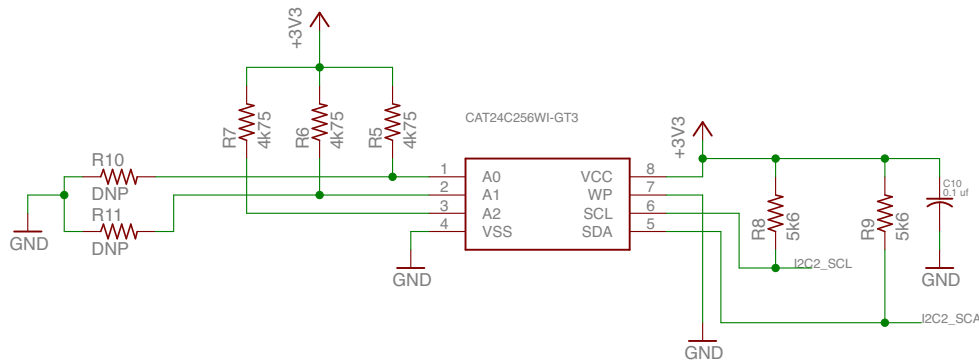 +3V3
R7
4k75
R6
4k75
R5
4k75
CAT24C256WI-GT3
+3V3
R10
DNP
R11
DNP
GND
1 A0 VCC 8
2 A1 WP 7
3 A2 SCL 6
4 VSS SDA 5
GND
R8
5k6
R9
5k6
C10
0.1 uf
I2C2_SCL
GND
I2C2_SCA
GND